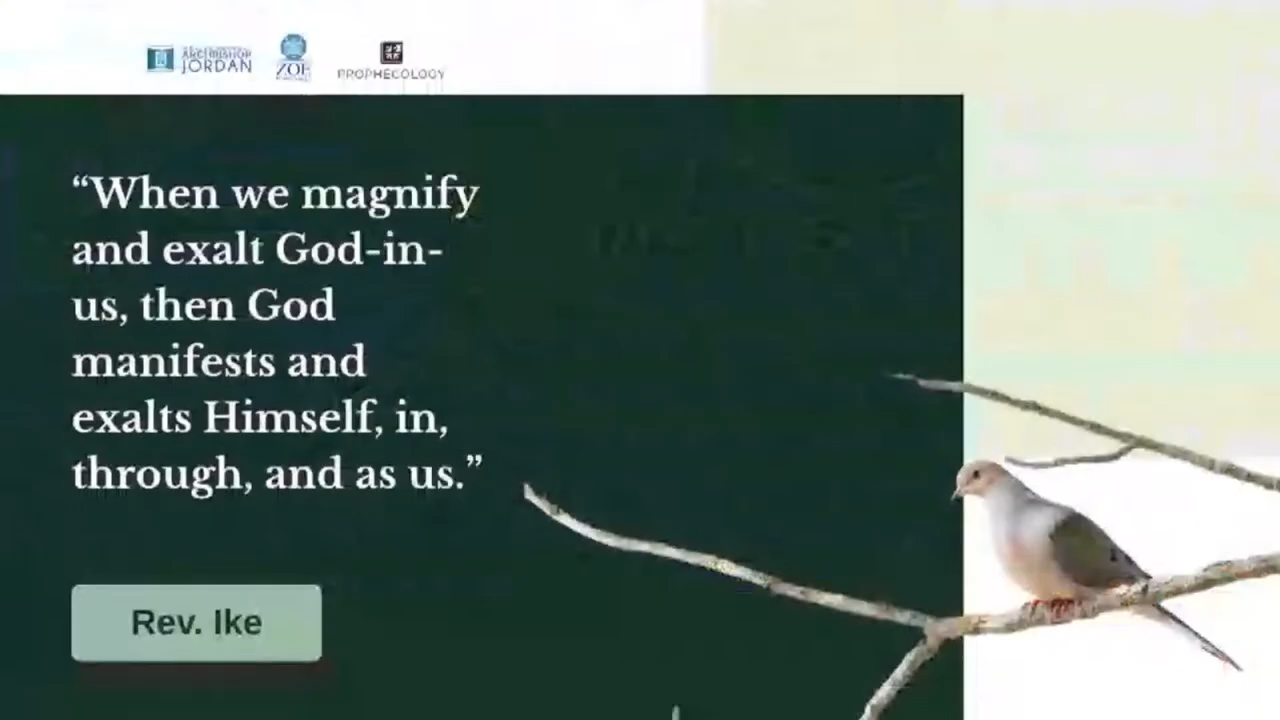 ARCHBISHOP
JORDAN
ZOE
PROPHECOLOGY
“When we magnify
and exalt God-in-
us, then God
manifests and
exalts Himself, in,
through, and as us.”
Rev. Ike